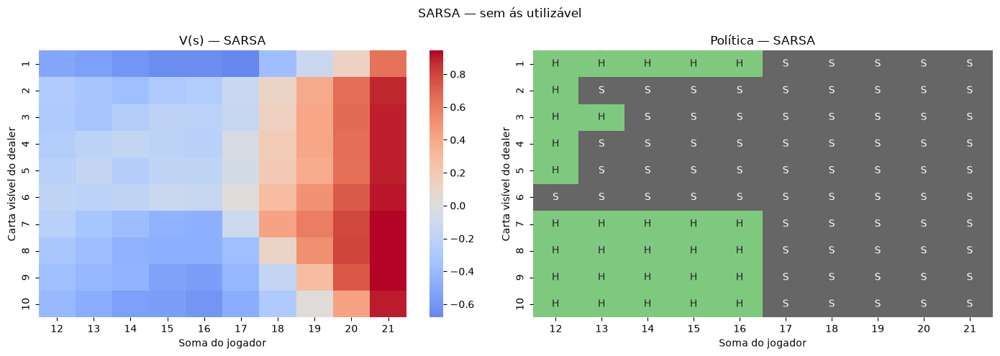 SARSA — sem ás utilizável
V(s) — SARSA
Carta visível do dealer
1
2
3
4
5
6
7
8
9
10
12 13 14 15 16 17 18 19 20 21
Soma do jogador
0.8
0.6
0.4
0.2
0.0
−0.2
−0.4
−0.6
Política — SARSA
Carta visível do dealer
1 H H H H H S S S S S
2 H S S S S S S S S S
3 H H S S S S S S S S
4 H S S S S S S S S S
5 H S S S S S S S S S
6 S S S S S S S S S S
7 H H H H H S S S S S
8 H H H H H S S S S S
9 H H H H H S S S S S
10 H H H H H S S S S S
12 13 14 15 16 17 18 19 20 21
Soma do jogador